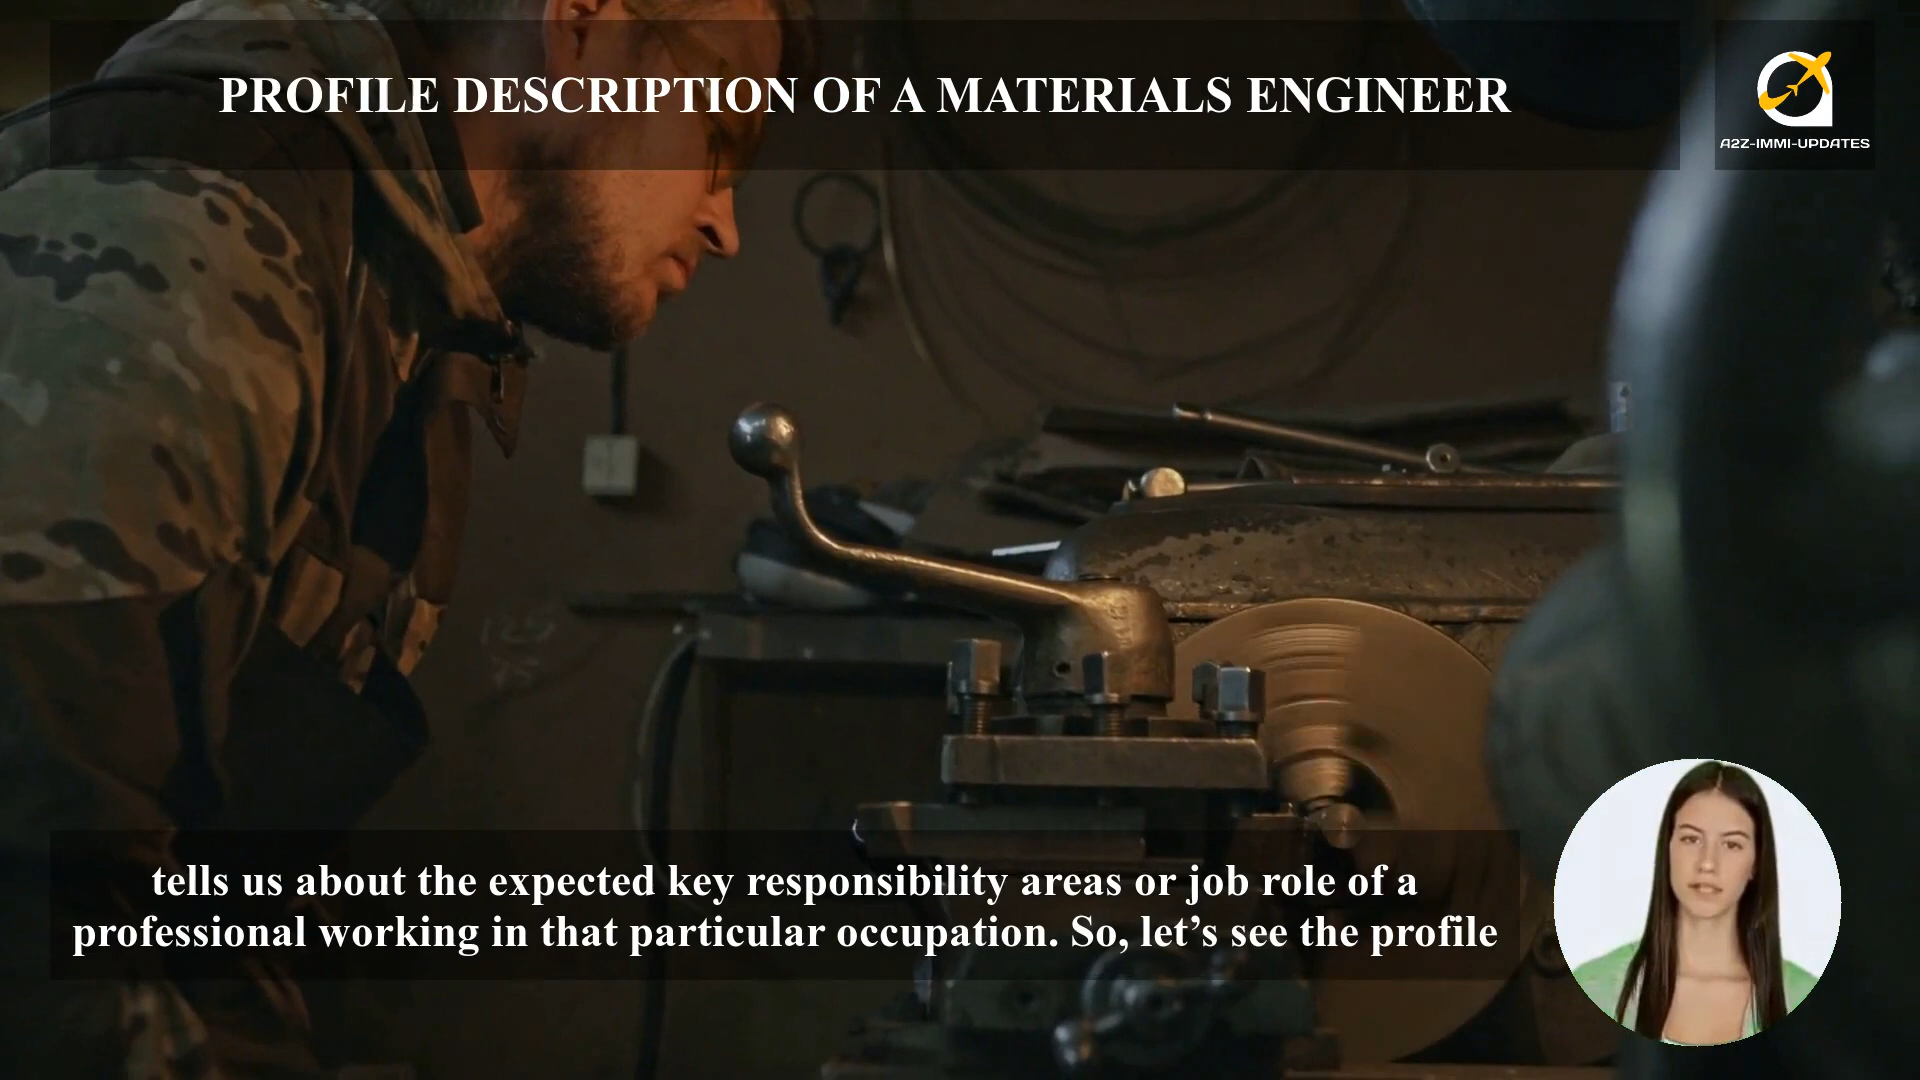 PROFILE DESCRIPTION OF A MATERIALS ENGINEER
A2Z-IMMI-UPDATES
tells us about the expected key responsibility areas or job role of a
professional working in that particular occupation. So, let’s see the profile